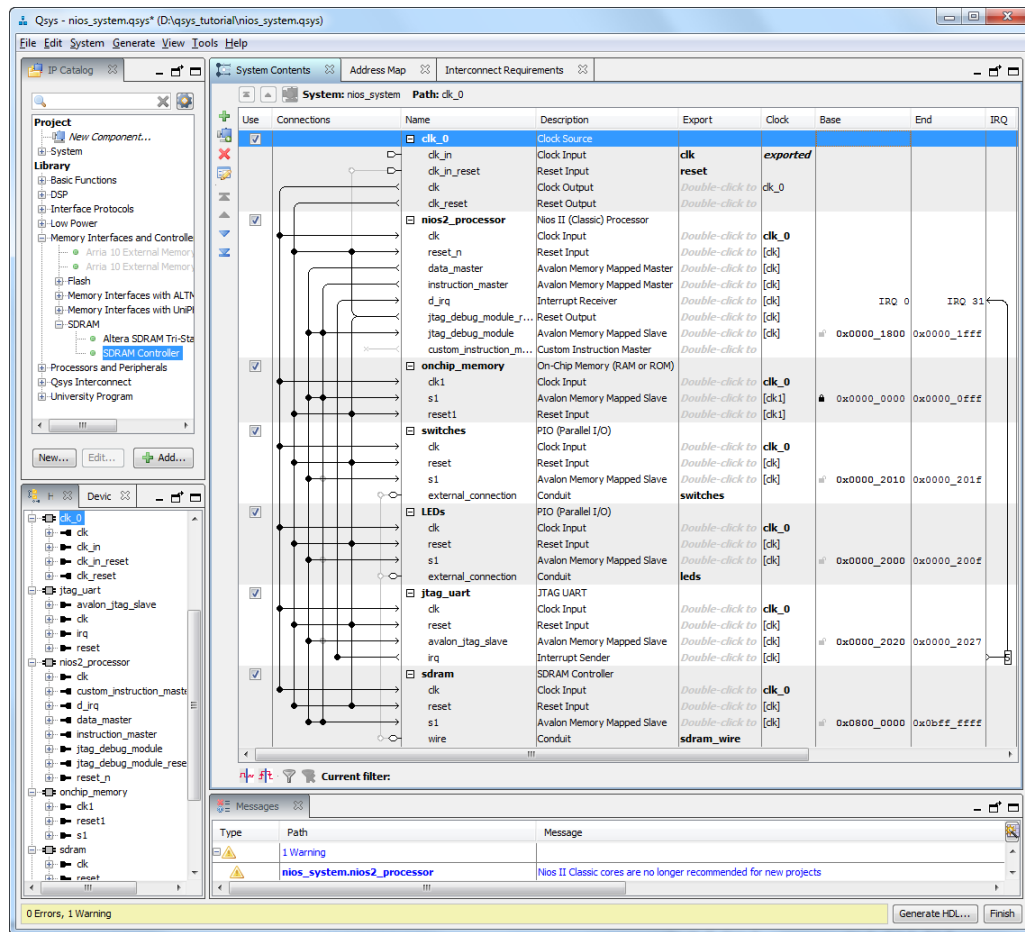 Qsys - nios_system.qsys* (D:\qsys_tutorial\nios_system.qsys)
File Edit System Generate View Tools Help
IP Catalog
Project
New Component...
System
Library
Basic Functions
DSP
Interface Protocols
Low Power
Memory Interfaces and Controlle
Arria 10 External Memory
Arria 10 External Memory
Flash
Memory Interfaces with ALTN
Memory Interfaces with UniPI
SDRAM
Altera SDRAM Tri-Sta
SDRAM Controller
Processors and Peripherals
Qsys Interconnect
University Program
New... Edit... Add...
H Devic
clk_0
clk
clk_in
clk_in_reset
clk_reset
jtag_uart
avalon_jtag_slave
clk
irq
reset
nios2_processor
clk
custom_instruction_maste
d_irq
data_master
instruction_master
jtag_debug_module
jtag_debug_module_rese
reset_n
onchip_memory
clk1
reset1
s1
sdram
clk
reset
System Contents Address Map Interconnect Requirements
System: nios_system Path: clk_0
Use Connections Name Description Export Clock Base End IRQ
clk_0 Clock Source
clk_in Clock Input clk exported
clk_in_reset Reset Input reset
clk Clock Output Double-click to clk_0
clk_reset Reset Output Double-click to
nios2_processor Nios II (Classic) Processor
clk Clock Input Double-click to clk_0
reset_n Reset Input Double-click to [clk]
data_master Avalon Memory Mapped Master Double-click to [clk]
instruction_master Avalon Memory Mapped Master Double-click to [clk]
d_irq Interrupt Receiver Double-click to [clk] IRQ 0 IRQ 31
jtag_debug_module_r... Reset Output Double-click to [clk]
jtag_debug_module Avalon Memory Mapped Slave Double-click to [clk] 0x0000_1800 0x0000_1fff
custom_instruction_m... Custom Instruction Master Double-click to
onchip_memory On-Chip Memory (RAM or ROM)
clk1 Clock Input Double-click to clk_0
s1 Avalon Memory Mapped Slave Double-click to [clk1] 0x0000_0000 0x0000_0fff
reset1 Reset Input Double-click to [clk1]
switches PIO (Parallel I/O)
clk Clock Input Double-click to clk_0
reset Reset Input Double-click to [clk]
s1 Avalon Memory Mapped Slave Double-click to [clk] 0x0000_2010 0x0000_201f
external_connection Conduit switches
LEDs PIO (Parallel I/O)
clk Clock Input Double-click to clk_0
reset Reset Input Double-click to [clk]
s1 Avalon Memory Mapped Slave Double-click to [clk] 0x0000_2000 0x0000_200f
external_connection Conduit leds
jtag_uart JTAG UART
clk Clock Input Double-click to clk_0
reset Reset Input Double-click to [clk]
avalon_jtag_slave Avalon Memory Mapped Slave Double-click to [clk] 0x0000_2020 0x0000_2027
irq Interrupt Sender Double-click to [clk] 5
sdram SDRAM Controller
clk Clock Input Double-click to clk_0
reset Reset Input Double-click to [clk]
s1 Avalon Memory Mapped Slave Double-click to [clk] 0x0800_0000 0x0bff_ffff
wire Conduit sdram_wire
Current filter:
Messages
Type Path Message
1 Warning
nios_system.nios2_processor Nios II Classic cores are no longer recommended for new projects
0 Errors, 1 Warning
Generate HDL... Finish